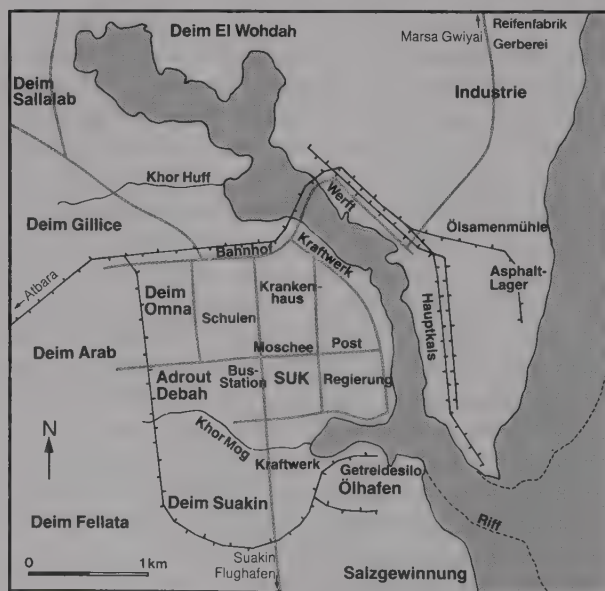 Deim El Wohdah
Marsa Gwiyai
Reifenfabrik
Gerberei
Deim
Sallalab
Industrie
Khor Huff
Werft
Deim Gillice
Ölsamenmühle
Bahnhof
Kraftwerk
Asphalt-
Lager
Atbara
Deim
Omna
Kranken-
haus
Schulen
Hauptkais
Deim Arab
Moschee
Post
Adrout
Debah
Bus-
Station
SUK
Regierung
N
Khor Mog
Kraftwerk
Getreidesilo
Ölhafen
Deim Suakin
Deim Fellata
Riff
0
1km
Suakin
Flughafen
Salzgewinnung